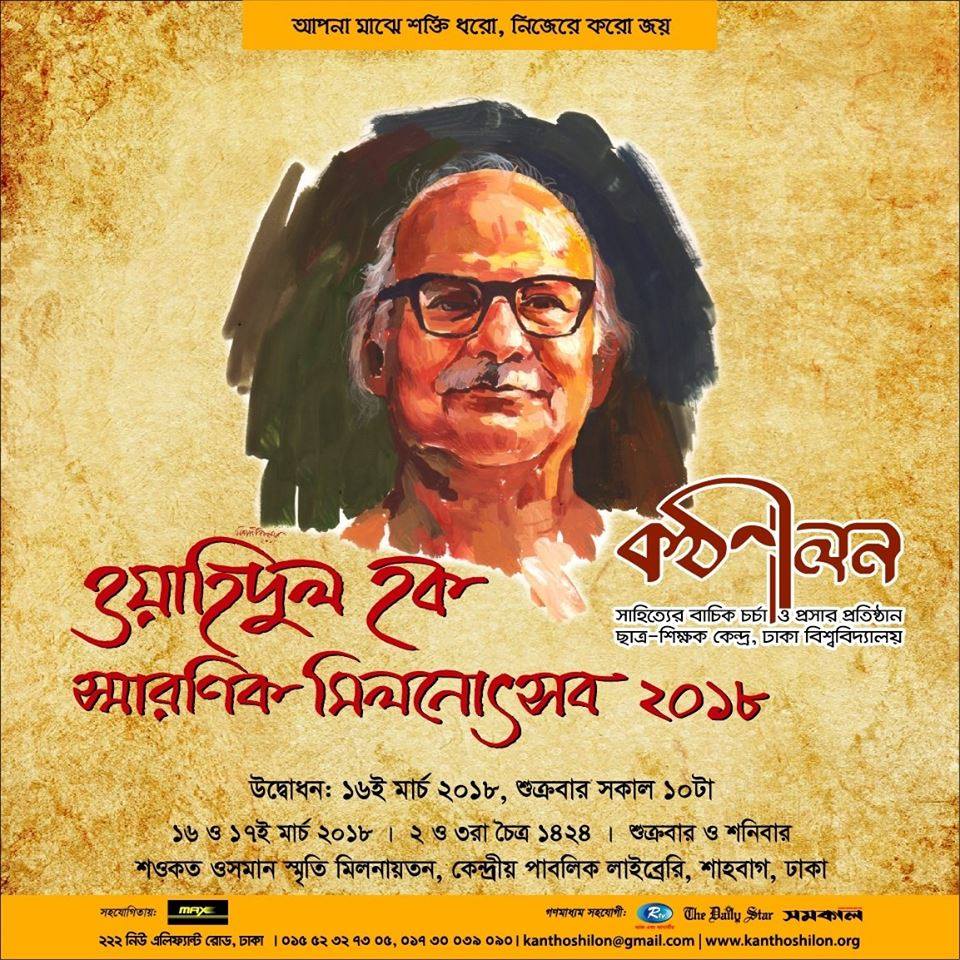 আপনা মাঝে শক্তি ধরো, নিজেরে করো জয়
কণ্ঠশীলন
সাহিত্যের বাচিক চর্চা ও প্রসার প্রতিষ্ঠান
ছাত্র-শিক্ষক কেন্দ্র, ঢাকা বিশ্ববিদ্যালয়
ওয়াহিদুল হক
স্মারণিক মিলনোৎসব ২০১৮
উদ্বোধন: ১৬ই মার্চ ২০১৮, শুক্রবার সকাল ১০টা
১৬ ও ১৭ই মার্চ ২০১৮ । ২ ও ৩রা চৈত্র ১৪২৪ । শুক্রবার ও শনিবার
শওকত ওসমান স্মৃতি মিলনায়তন, কেন্দ্রীয় পাবলিক লাইব্রেরি, শাহবাগ, ঢাকা
সহযোগিতায়: MAX গণমাধ্যম সহযোগী: Rtv The Daily Star সমকাল
২২২ নিউ এলিফ্যান্ট রোড, ঢাকা । ০১৫ ৫২ ৩২ ৭৩ ০৫, ০১৭ ৩০ ০৩৯ ০৯০। kanthoshilon@gmail.com | www.kanthoshilon.org